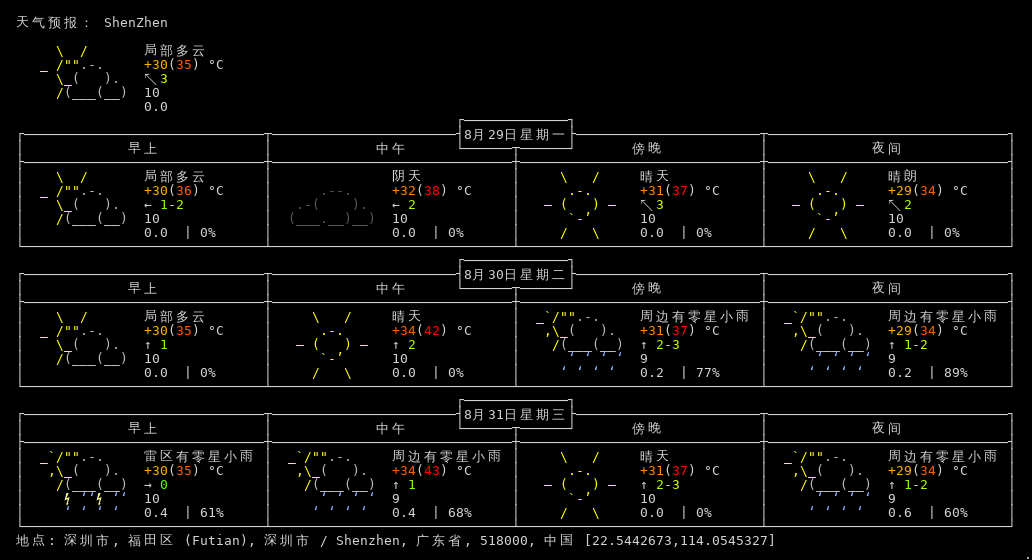 天气预报： ShenZhen
局部多云
+30(35) °C
↖ 3
10
0.0
8月29日星期一
早上 中午 傍晚 夜间
局部多云 阴天 晴天 晴朗
+30(36) °C +32(38) °C +31(37) °C +29(34) °C
← 1-2 ← 2 ↖ 3 ↖ 2
10 10 10 10
0.0 | 0% 0.0 | 0% 0.0 | 0% 0.0 | 0%
8月30日星期二
早上 中午 傍晚 夜间
局部多云 晴天 周边有零星小雨 周边有零星小雨
+30(35) °C +34(42) °C +31(37) °C +29(34) °C
↑ 1 ↑ 2 ↑ 2-3 ↑ 1-2
10 10 9 9
0.0 | 0% 0.0 | 0% 0.2 | 77% 0.2 | 89%
8月31日星期三
早上 中午 傍晚 夜间
雷区有零星小雨 周边有零星小雨 晴天 周边有零星小雨
+30(35) °C +34(43) °C +31(37) °C +29(34) °C
→ 0 ↑ 1 ↑ 2-3 ↑ 1-2
10 9 10 9
0.4 | 61% 0.4 | 68% 0.0 | 0% 0.6 | 60%
地点: 深圳市, 福田区 (Futian), 深圳市 / Shenzhen, 广东省, 518000, 中国 [22.5442673,114.0545327]